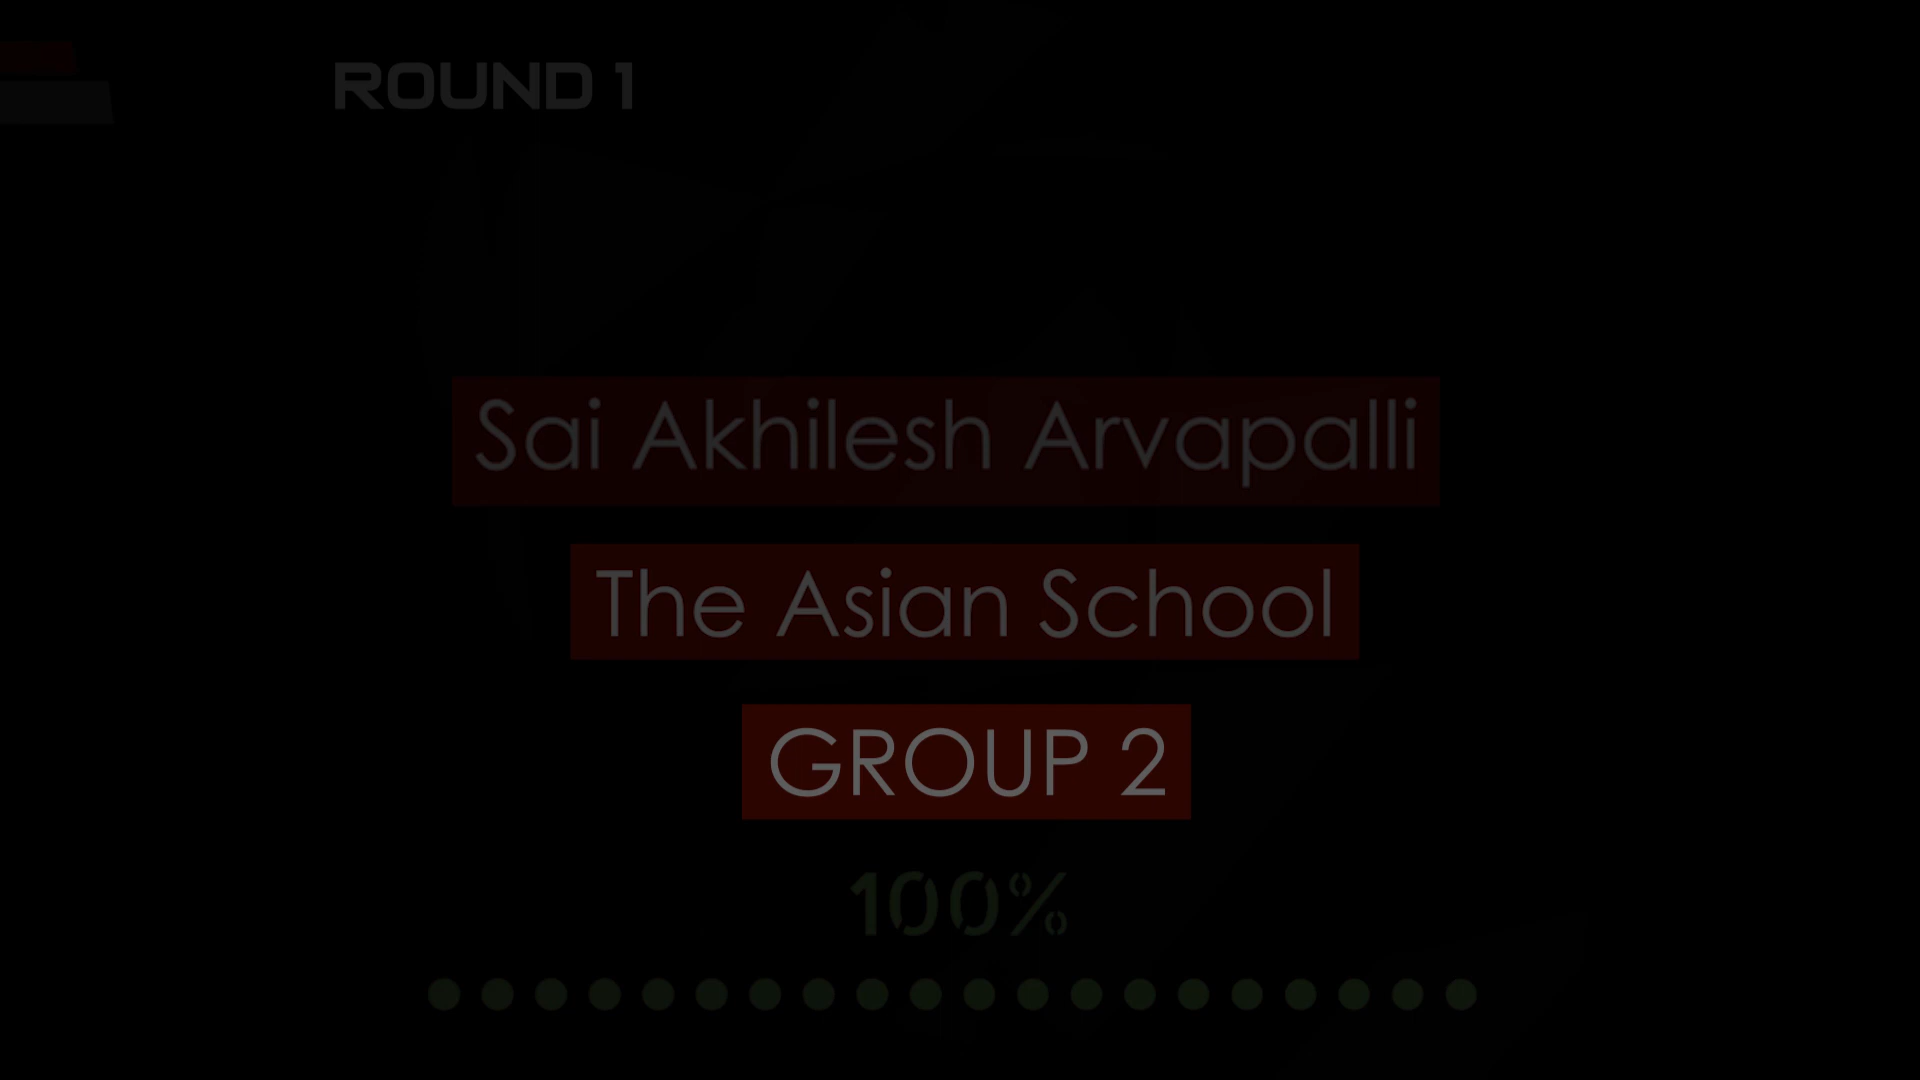 ROUND 1
Sai Akhilesh Arvapalli
The Asian School
GROUP 2
100%